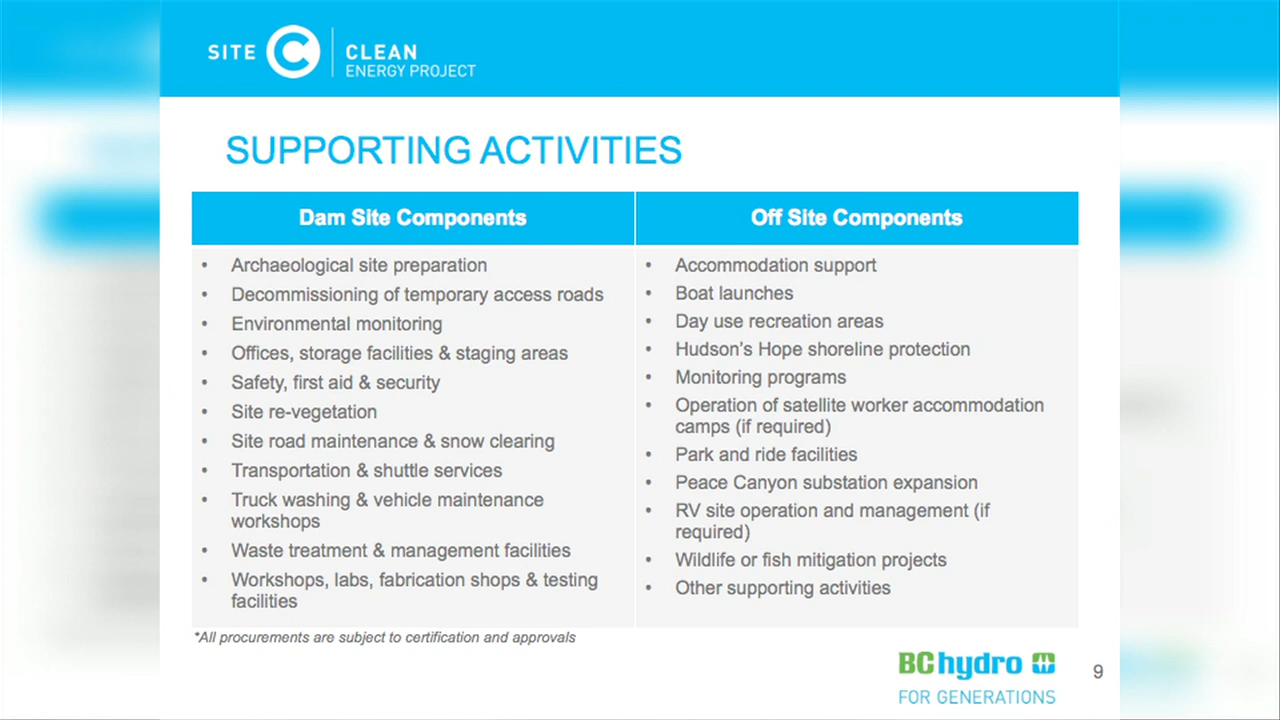 SITE C CLEAN
ENERGY PROJECT
SUPPORTING ACTIVITIES
Dam Site Components
• Archaeological site preparation
• Decommissioning of temporary access roads
• Environmental monitoring
• Offices, storage facilities & staging areas
• Safety, first aid & security
• Site re-vegetation
• Site road maintenance & snow clearing
• Transportation & shuttle services
• Truck washing & vehicle maintenance
workshops
• Waste treatment & management facilities
• Workshops, labs, fabrication shops & testing
facilities
Off Site Components
• Accommodation support
• Boat launches
• Day use recreation areas
• Hudson’s Hope shoreline protection
• Monitoring programs
• Operation of satellite worker accommodation
camps (if required)
• Park and ride facilities
• Peace Canyon substation expansion
• RV site operation and management (if
required)
• Wildlife or fish mitigation projects
• Other supporting activities
*All procurements are subject to certification and approvals
BC hydro
FOR GENERATIONS
9